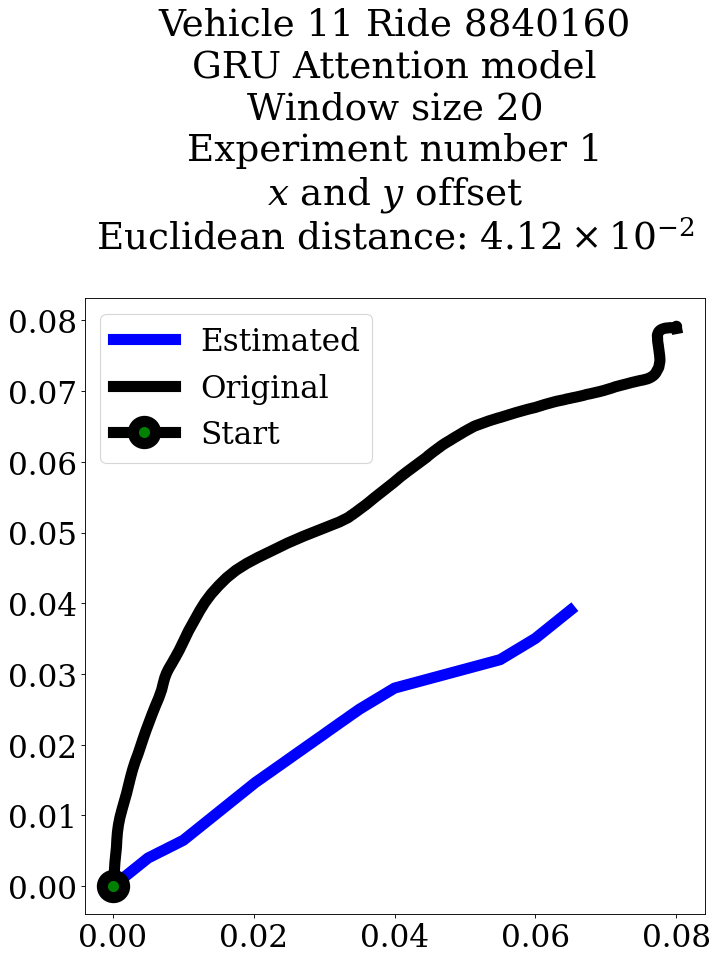 Vehicle 11 Ride 8840160
GRU Attention model
Window size 20
Experiment number 1
x and y offset
Euclidean distance: 4.12 × 10⁻²
Estimated
Original
Start
0.08
0.07
0.06
0.05
0.04
0.03
0.02
0.01
0.00
0.00 0.02 0.04 0.06 0.08